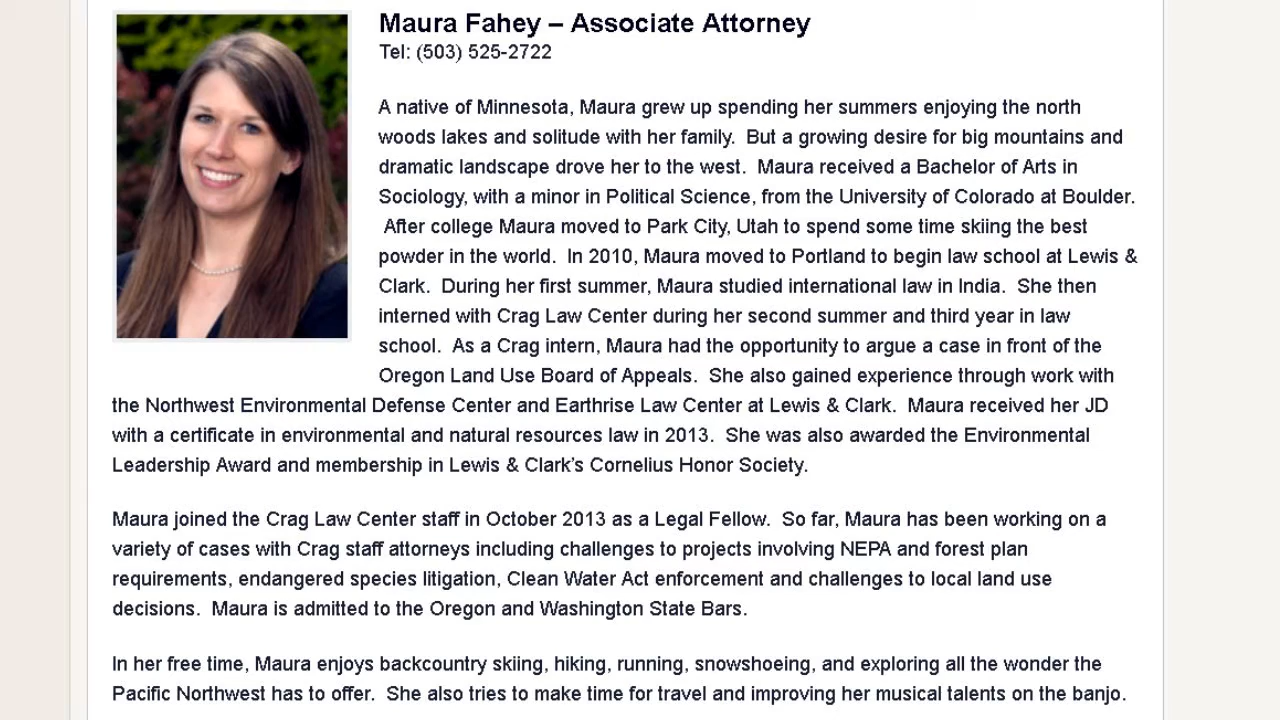 Maura Fahey – Associate Attorney
Tel: (503) 525-2722
A native of Minnesota, Maura grew up spending her summers enjoying the north
woods lakes and solitude with her family.  But a growing desire for big mountains and
dramatic landscape drove her to the west.  Maura received a Bachelor of Arts in
Sociology, with a minor in Political Science, from the University of Colorado at Boulder.
After college Maura moved to Park City, Utah to spend some time skiing the best
powder in the world.  In 2010, Maura moved to Portland to begin law school at Lewis &
Clark.  During her first summer, Maura studied international law in India.  She then
interned with Crag Law Center during her second summer and third year in law
school.  As a Crag intern, Maura had the opportunity to argue a case in front of the
Oregon Land Use Board of Appeals.  She also gained experience through work with
the Northwest Environmental Defense Center and Earthrise Law Center at Lewis & Clark.  Maura received her JD
with a certificate in environmental and natural resources law in 2013.  She was also awarded the Environmental
Leadership Award and membership in Lewis & Clark’s Cornelius Honor Society.
Maura joined the Crag Law Center staff in October 2013 as a Legal Fellow.  So far, Maura has been working on a
variety of cases with Crag staff attorneys including challenges to projects involving NEPA and forest plan
requirements, endangered species litigation, Clean Water Act enforcement and challenges to local land use
decisions.  Maura is admitted to the Oregon and Washington State Bars.
In her free time, Maura enjoys backcountry skiing, hiking, running, snowshoeing, and exploring all the wonder the
Pacific Northwest has to offer.  She also tries to make time for travel and improving her musical talents on the banjo.